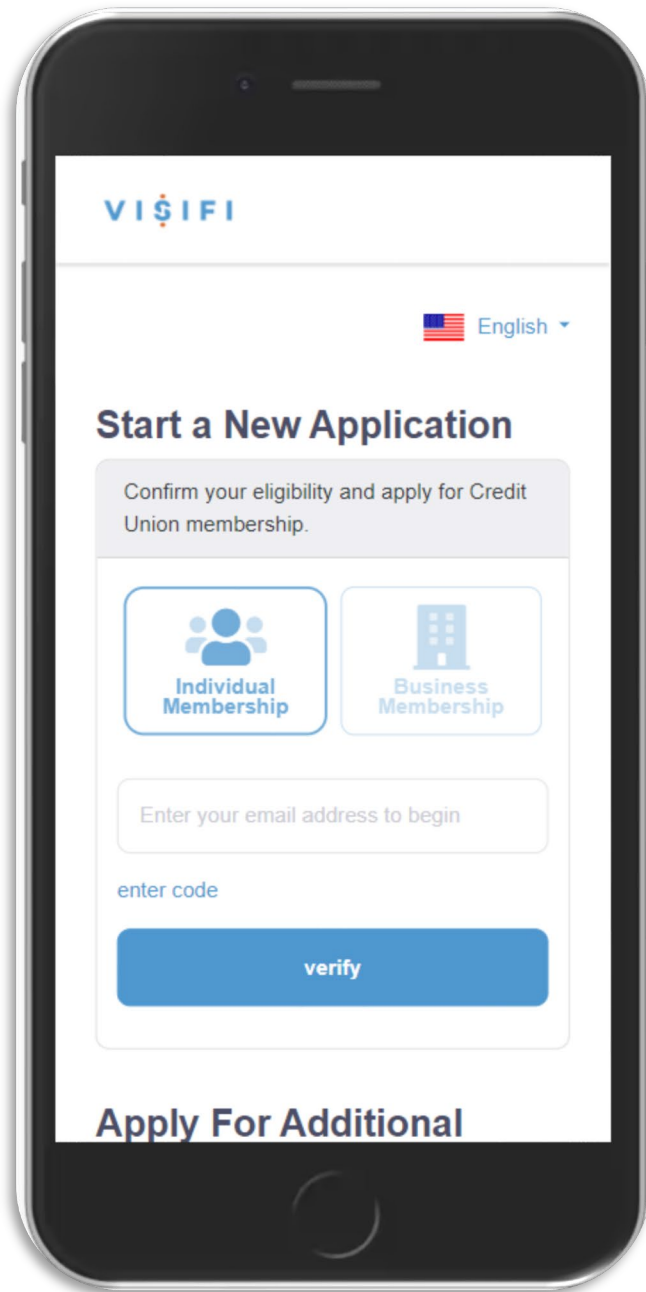 VISIFI
English
Start a New Application
Confirm your eligibility and apply for Credit
Union membership.
Individual
Membership
Business
Membership
Enter your email address to begin
enter code
verify
Apply For Additional